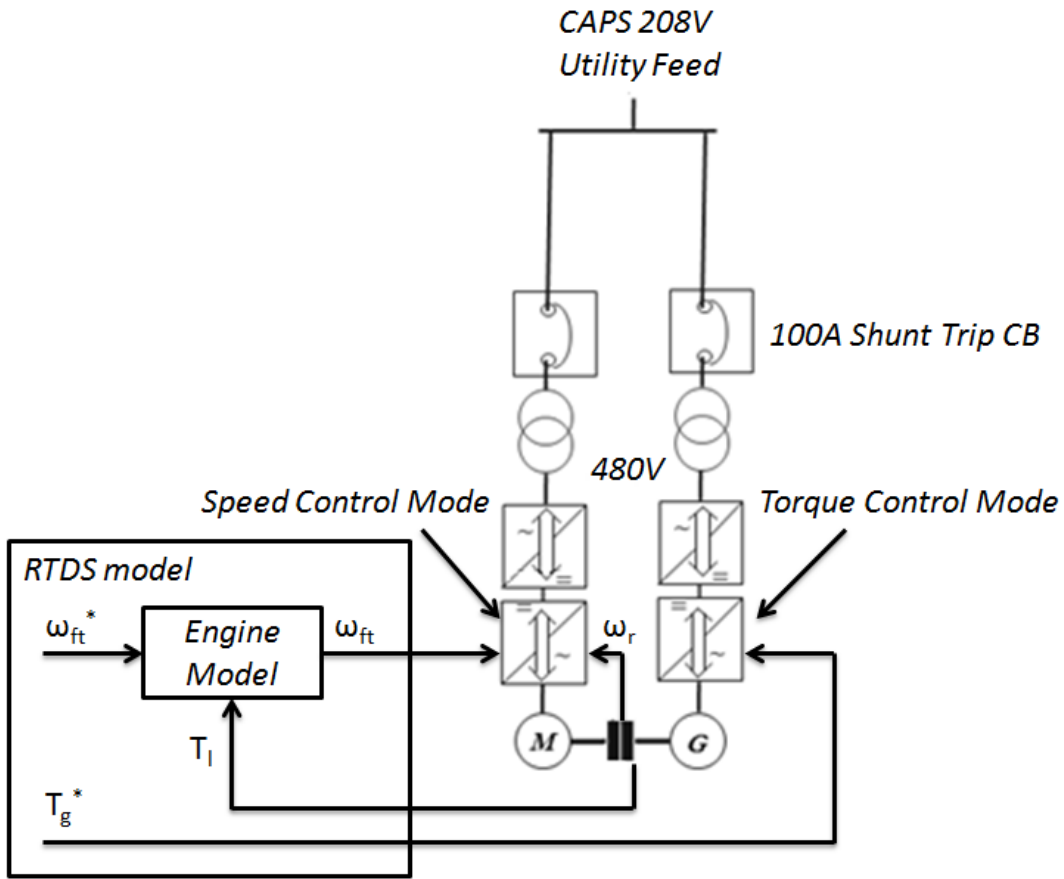 CAPS 208V
Utility Feed
100A Shunt Trip CB
480V
Speed Control Mode
Torque Control Mode
~
~
=
=
RTDS model
=
=
ω_ft*
Engine
Model
ω_ft
ω_r
~
~
M
G
T_l
T_g*